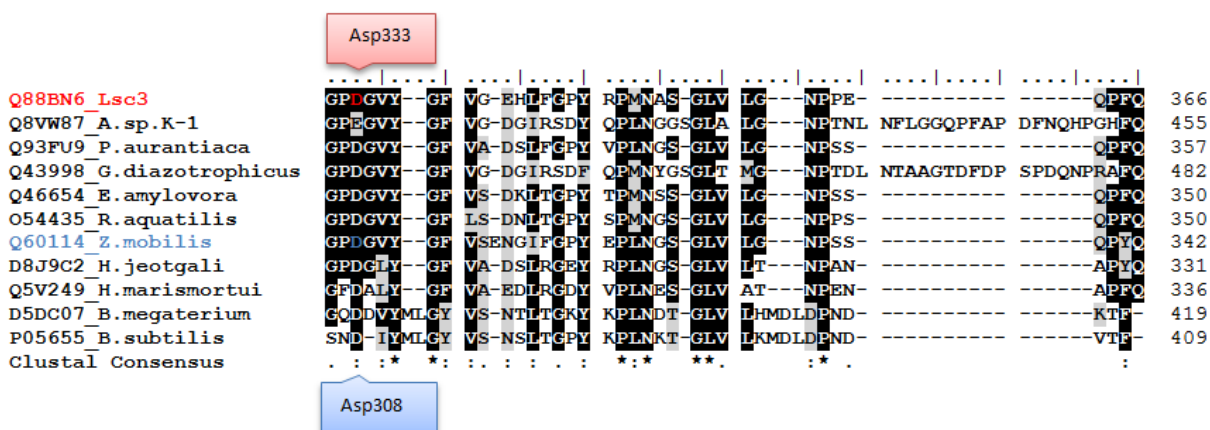 Asp333
....|....| ....|....| ....|....| ....|....| ....|....| ....|....|
Q88BN6_Lsc3 GPDGVY--GF VG-EHLFGPY RPMNAS-GLV LG---NPPE- ---------- -------QPFQ 366
Q8VW87_A.sp.K-1 GPEGVY--GF VG-DGIRSDY QPLNGGSGLA LG---NPTNL NFLGGQPFAP DFNQHPGHFQ 455
Q93FU9_P.aurantiaca GPDGVY--GF VA-DSLFGPY VPLNGS-GLV LG---NPSS- ---------- -------QPFQ 357
Q43998_G.diazotrophicus GPDGVY--GF VG-DGIRSDF QPMNYGSGLT MG---NPTDL NTAAGTDFDP SPDQNPRAFQ 482
Q46654_E.amylovora GPDGVY--GF VS-DKLTGPY TPMNSS-GLV LG---NPSS- ---------- -------QPFQ 350
O54435_R.aquatilis GPDGVY--GF LS-DNLTGPY SPMNGS-GLV LG---NPPS- ---------- -------QPFQ 350
Q60114_Z.mobilis GPDGVY--GF VSENGIFGPY EPLNGS-GLV LG---NPSS- ---------- -------QPYQ 342
D8J9C2_H.jeotgali GPDGLY--GF VA-DSLRGEY RPLNGS-GLV LT---NPAN- ---------- -------APYQ 331
Q5V249_H.marismortui GFDALY--GF VA-EDLRGDY VPLNES-GLV AT---NPEN- ---------- -------APFQ 336
D5DC07_B.megaterium GQDDVYMLGY VS-NTLTGKY KPLNDT-GLV LHMDLDPND- ---------- -------KTF- 419
P05655_B.subtilis SND-IYMLGY VS-NSLTGPY KPLNKT-GLV LKMDLDPND- ---------- -------VTF- 409
Clustal Consensus . : :* *: :. : : . : *:* **. :* . :
Asp308